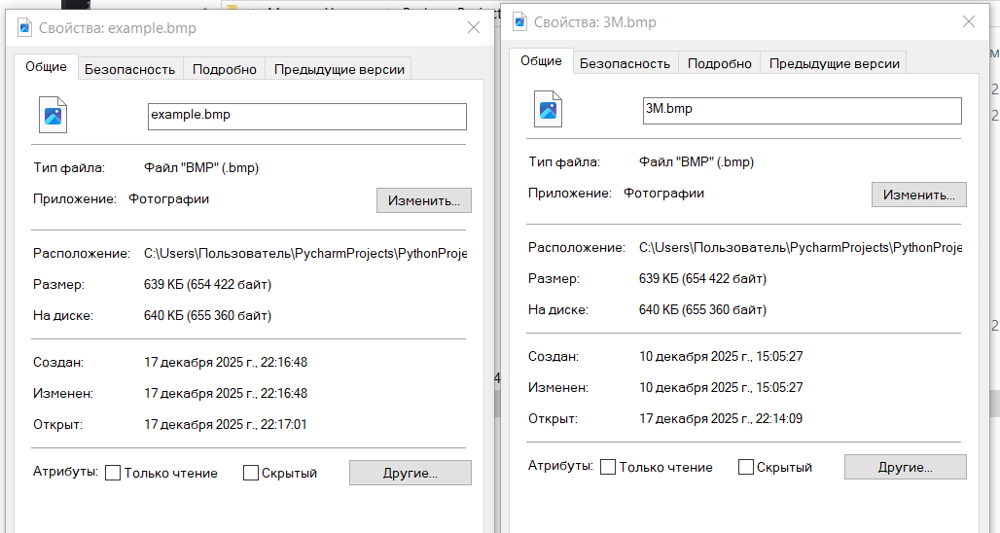 Свойства: example.bmp
Общие
Безопасность
Подробно
Предыдущие версии
example.bmp
Тип файла: Файл "BMP" (.bmp)
Приложение: Фотографии
Изменить...
Расположение: C:\Users\Пользователь\PycharmProjects\PythonProje
Размер: 639 КБ (654 422 байт)
На диске: 640 КБ (655 360 байт)
Создан: 17 декабря 2025 г., 22:16:48
Изменен: 17 декабря 2025 г., 22:16:48
Открыт: 17 декабря 2025 г., 22:17:01
Атрибуты: Только чтение Скрытый
Другие...
Свойства: 3M.bmp
Общие
Безопасность
Подробно
Предыдущие версии
3M.bmp
Тип файла: Файл "BMP" (.bmp)
Приложение: Фотографии
Изменить...
Расположение: C:\Users\Пользователь\PycharmProjects\PythonProje
Размер: 639 КБ (654 422 байт)
На диске: 640 КБ (655 360 байт)
Создан: 10 декабря 2025 г., 15:05:27
Изменен: 10 декабря 2025 г., 15:05:27
Открыт: 17 декабря 2025 г., 22:14:09
Атрибуты: Только чтение Скрытый
Другие...